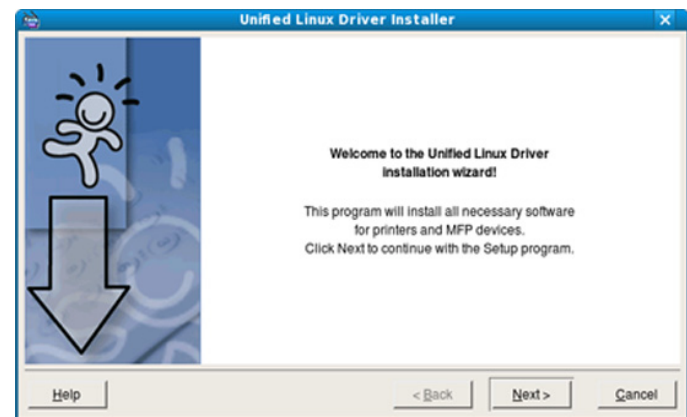 Unified Linux Driver Installer
Welcome to the Unified Linux Driver
installation wizard!
This program will install all necessary software
for printers and MFP devices.
Click Next to continue with the Setup program.
Help
< Back
Next >
Cancel